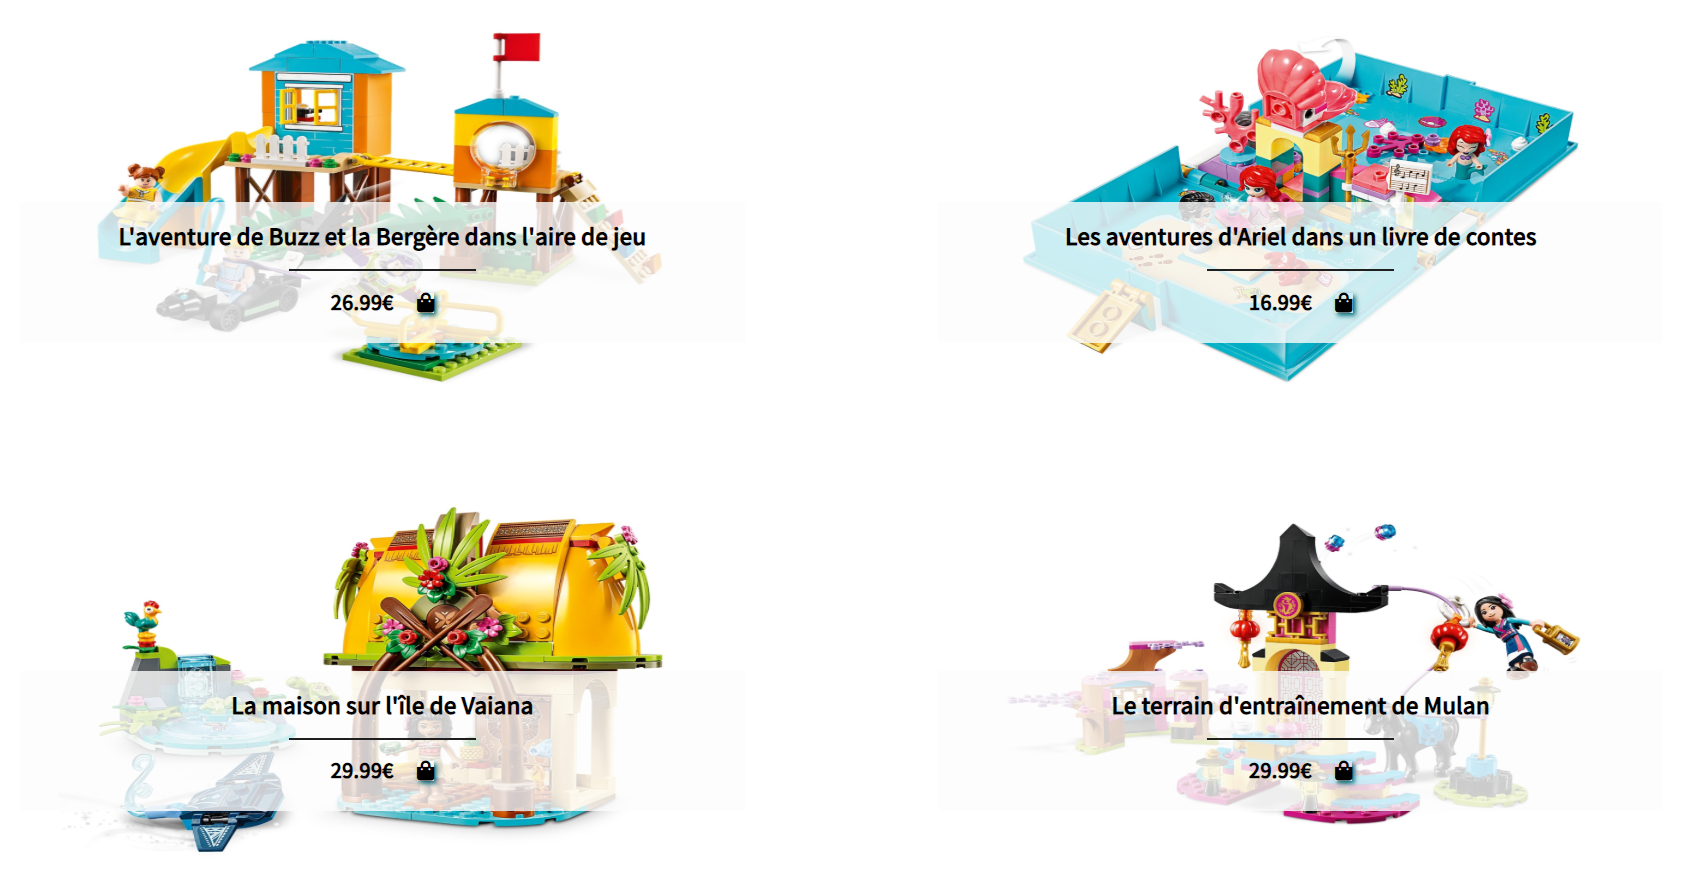 L'aventure de Buzz et la Bergère dans l'aire de jeu
26.99€
Les aventures d'Ariel dans un livre de contes
16.99€
La maison sur l'île de Vaiana
29.99€
Le terrain d'entraînement de Mulan
29.99€